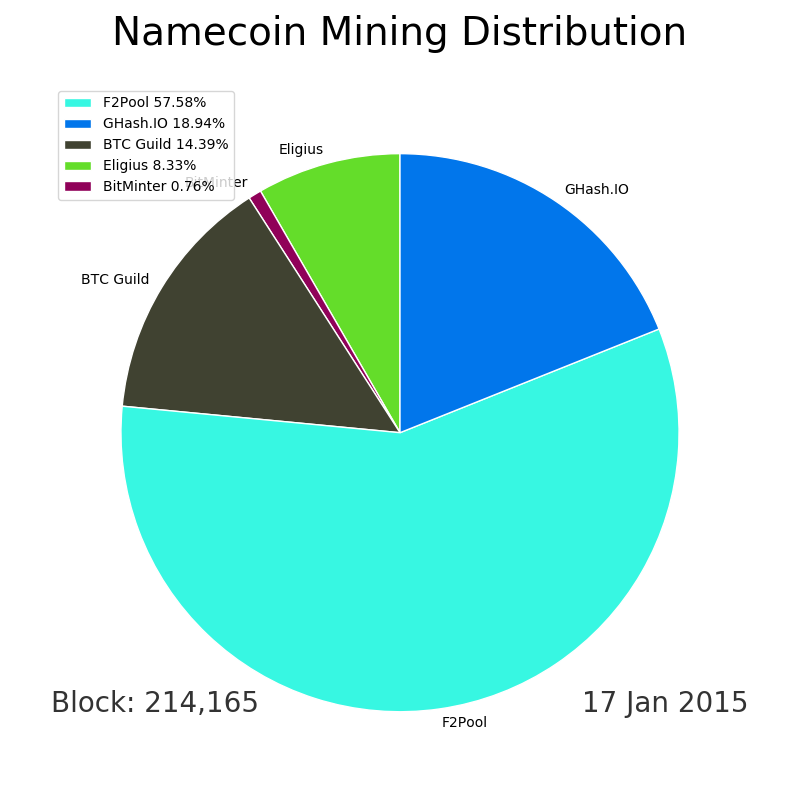 Namecoin Mining Distribution
F2Pool 57.58%
GHash.IO 18.94%
BTC Guild 14.39%
Eligius 8.33%
BitMinter 0.76%
Eligius
BitMinter
GHash.IO
BTC Guild
F2Pool
Block: 214,165
17 Jan 2015